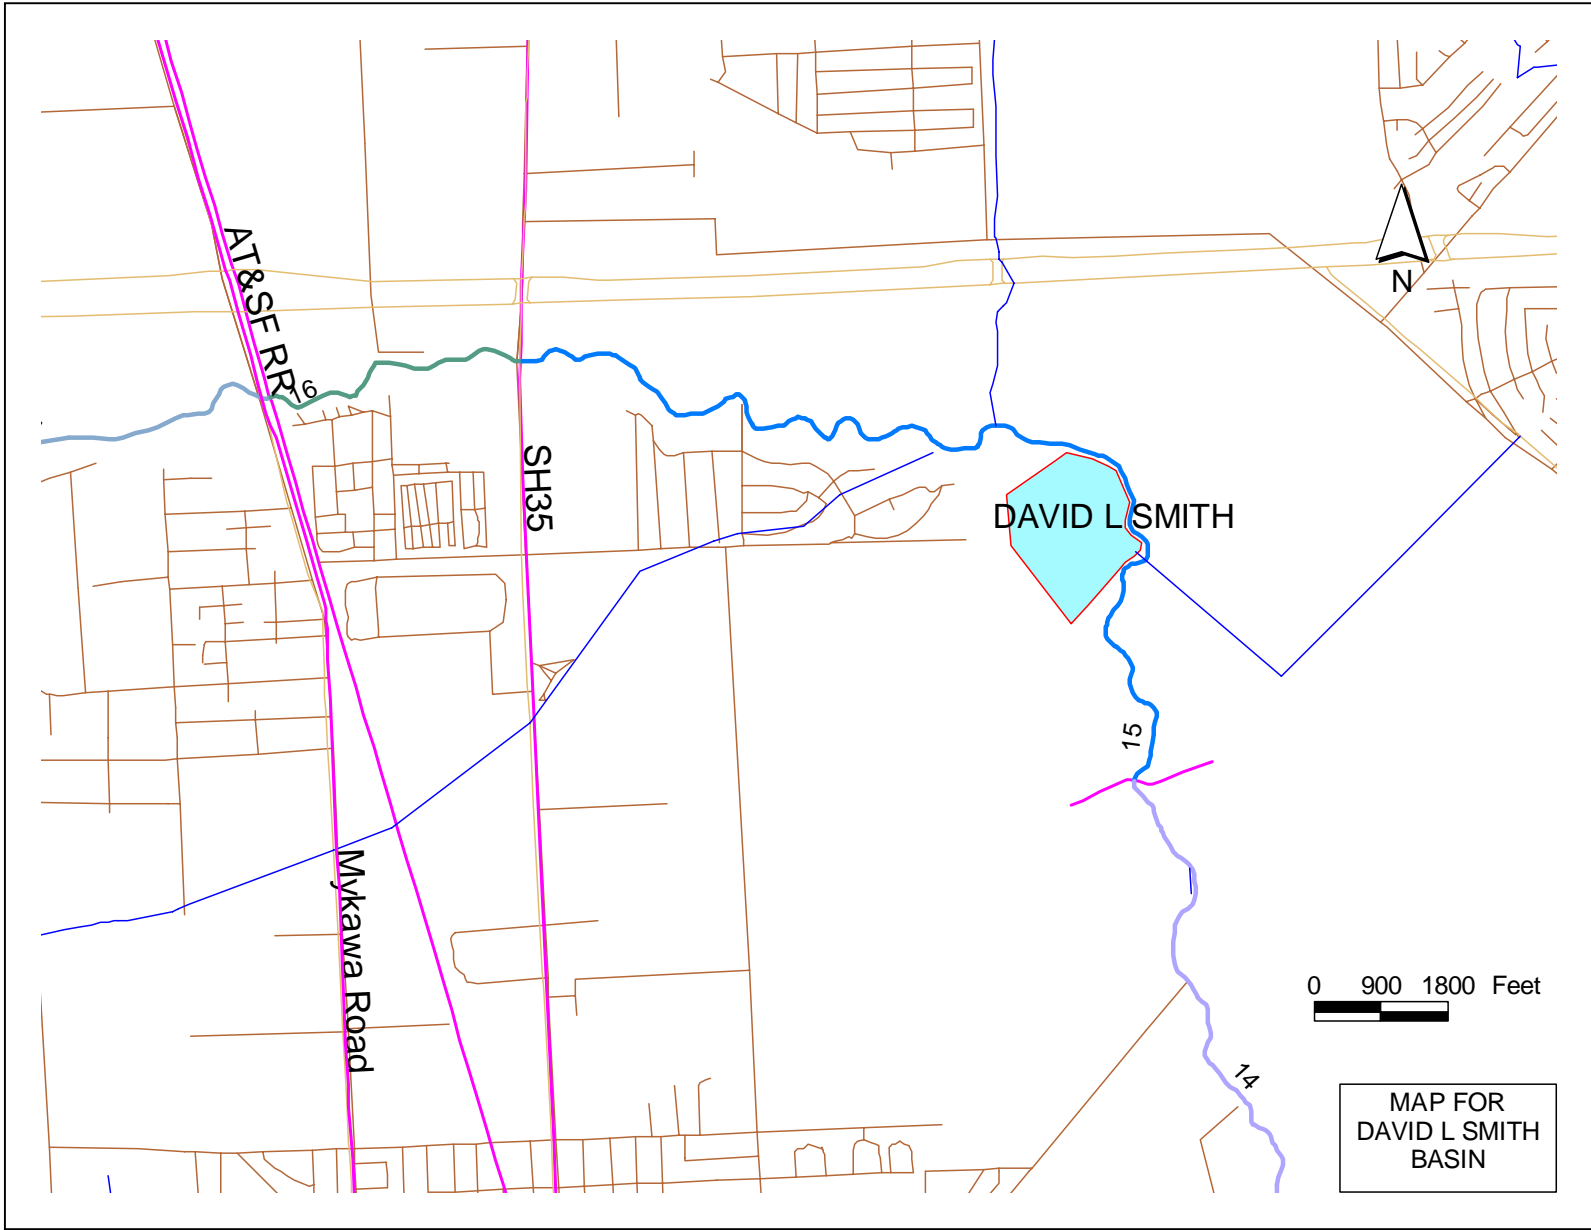 AT&SF RR
16
N
SH35
DAVID L SMITH
15
Mykawa Road
0 900 1800 Feet
14
MAP FOR
DAVID L SMITH
BASIN